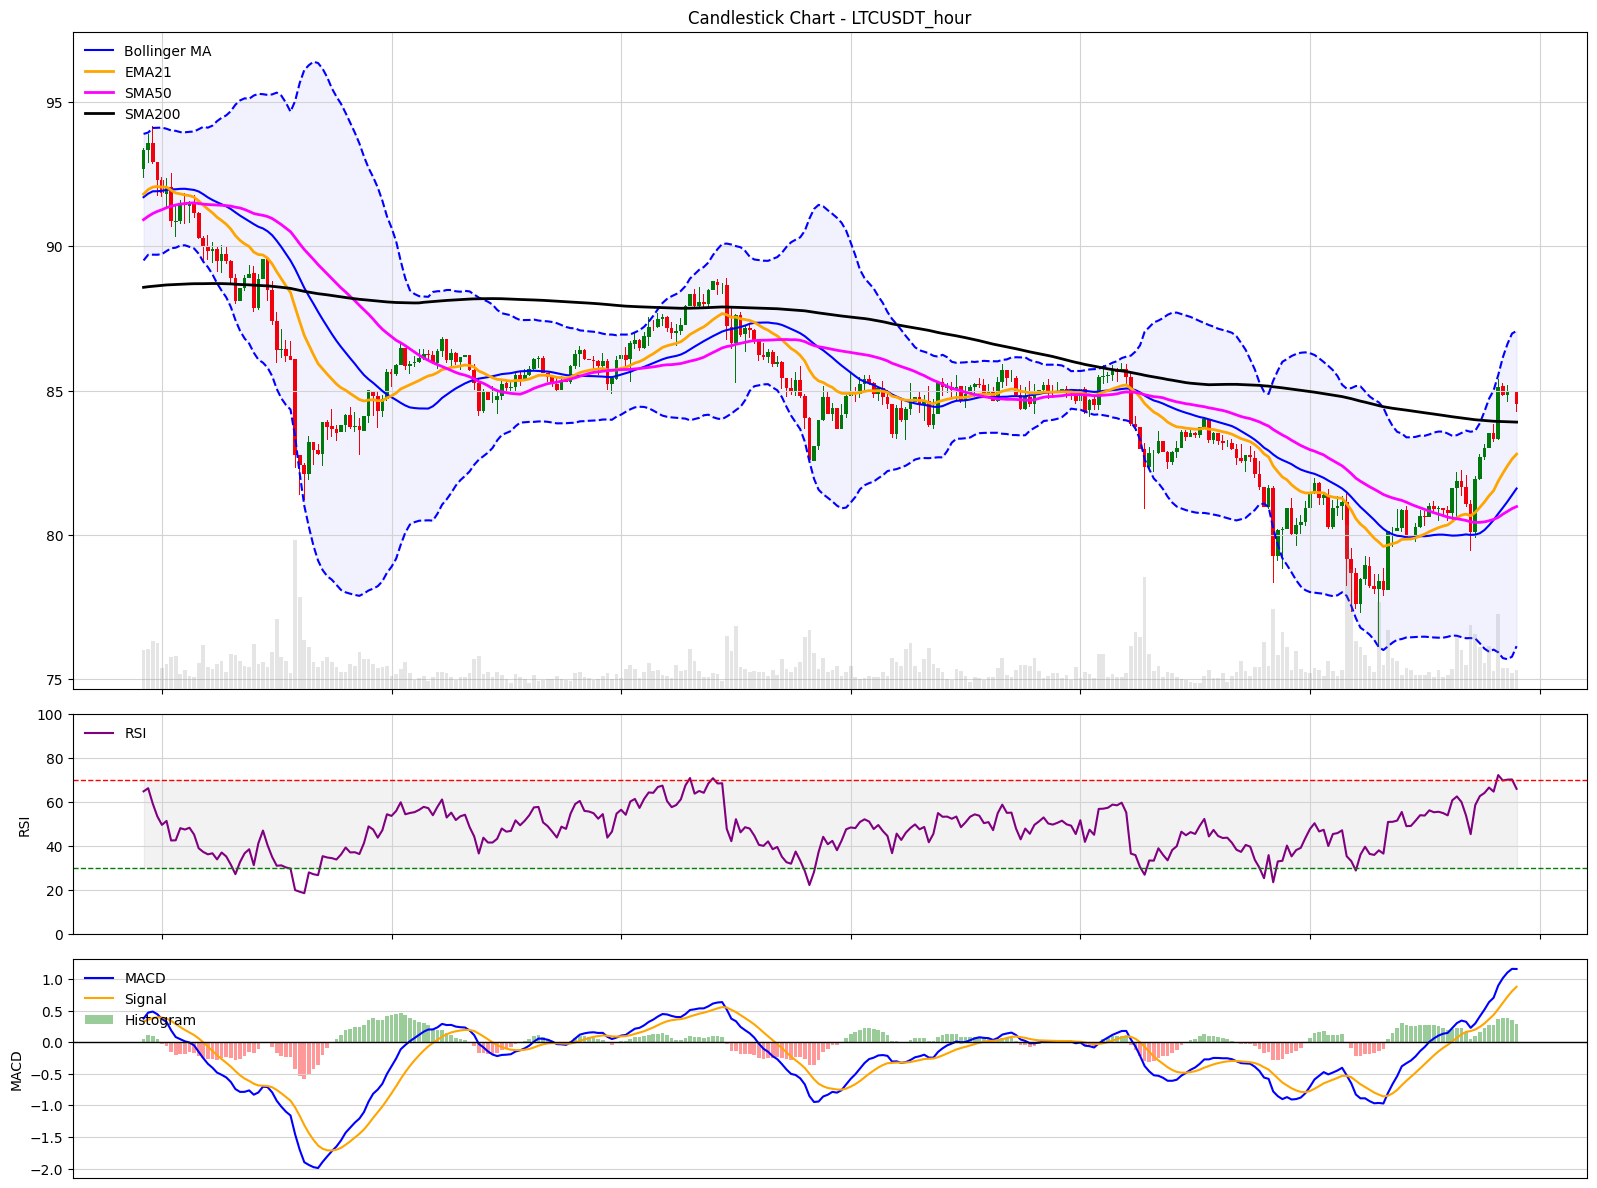 Candlestick Chart - LTCUSDT_hour
Bollinger MA
EMA21
SMA50
SMA200
95
90
85
80
75
RSI
100
80
60
40
20
0
RSI
MACD
Signal
Histogram
1.0
0.5
0.0
−0.5
−1.0
−1.5
−2.0
MACD